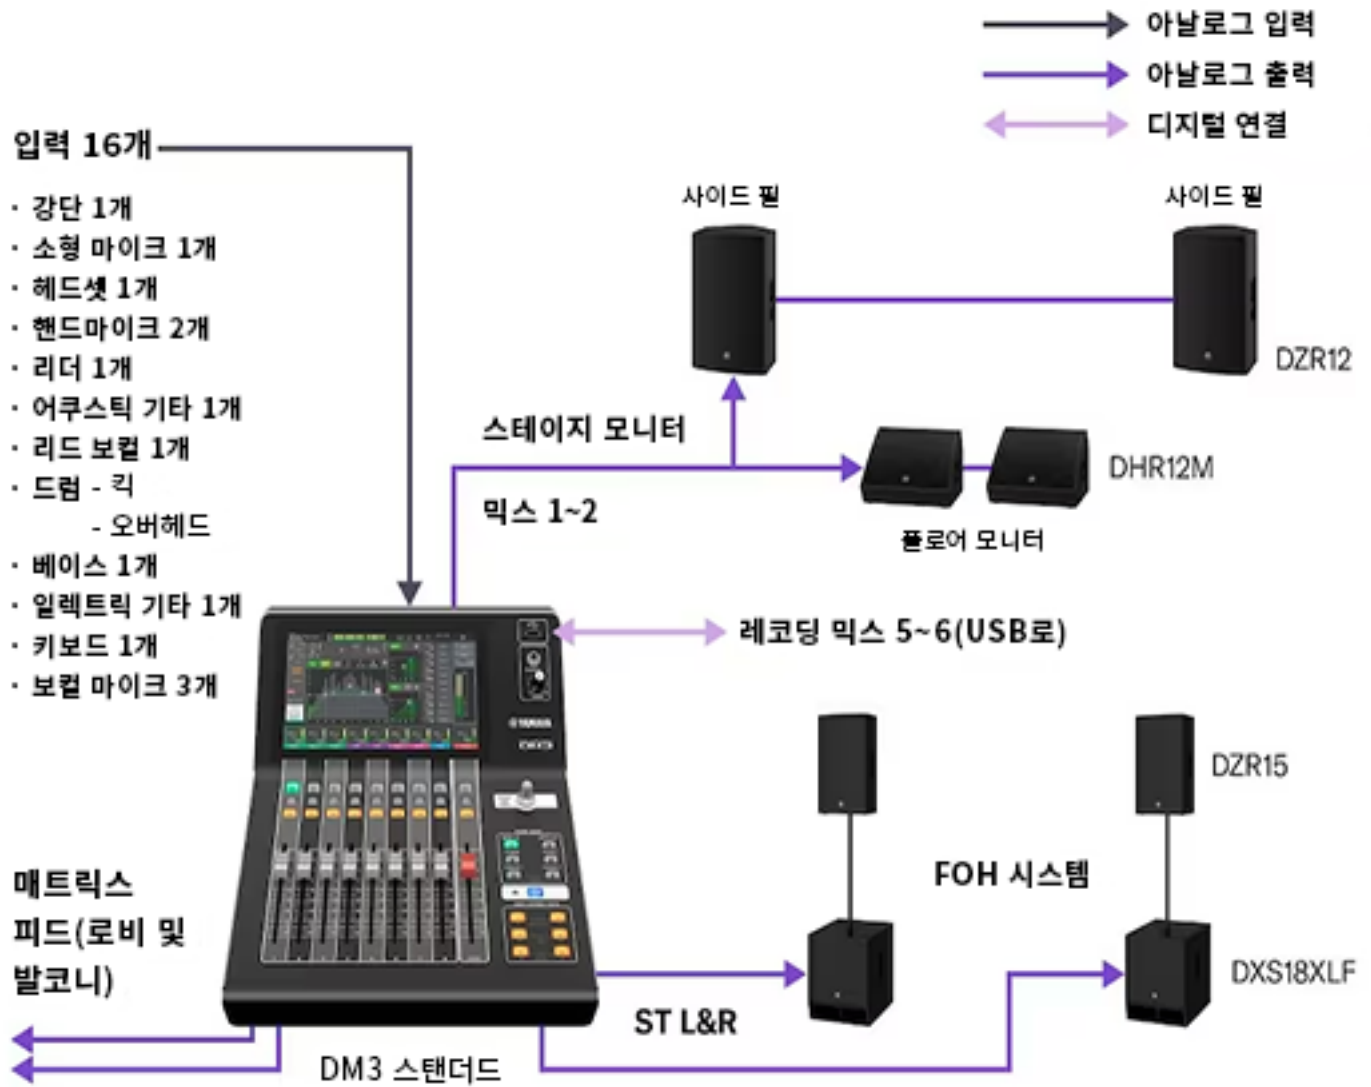 아날로그 입력
아날로그 출력
디지털 연결
입력 16개
· 강단 1개
· 소형 마이크 1개
· 헤드셋 1개
· 핸드마이크 2개
· 리더 1개
· 어쿠스틱 기타 1개
· 리드 보컬 1개
· 드럼 - 킥
- 오버헤드
· 베이스 1개
· 일렉트릭 기타 1개
· 키보드 1개
· 보컬 마이크 3개
사이드 필
사이드 필
DZR12
스테이지 모니터
믹스 1~2
DHR12M
플로어 모니터
레코딩 믹스 5~6(USB로)
YAMAHA
DM3
DZR15
FOH 시스템
DXS18XLF
ST L&R
매트릭스
피드(로비 및
발코니)
DM3 스탠더드